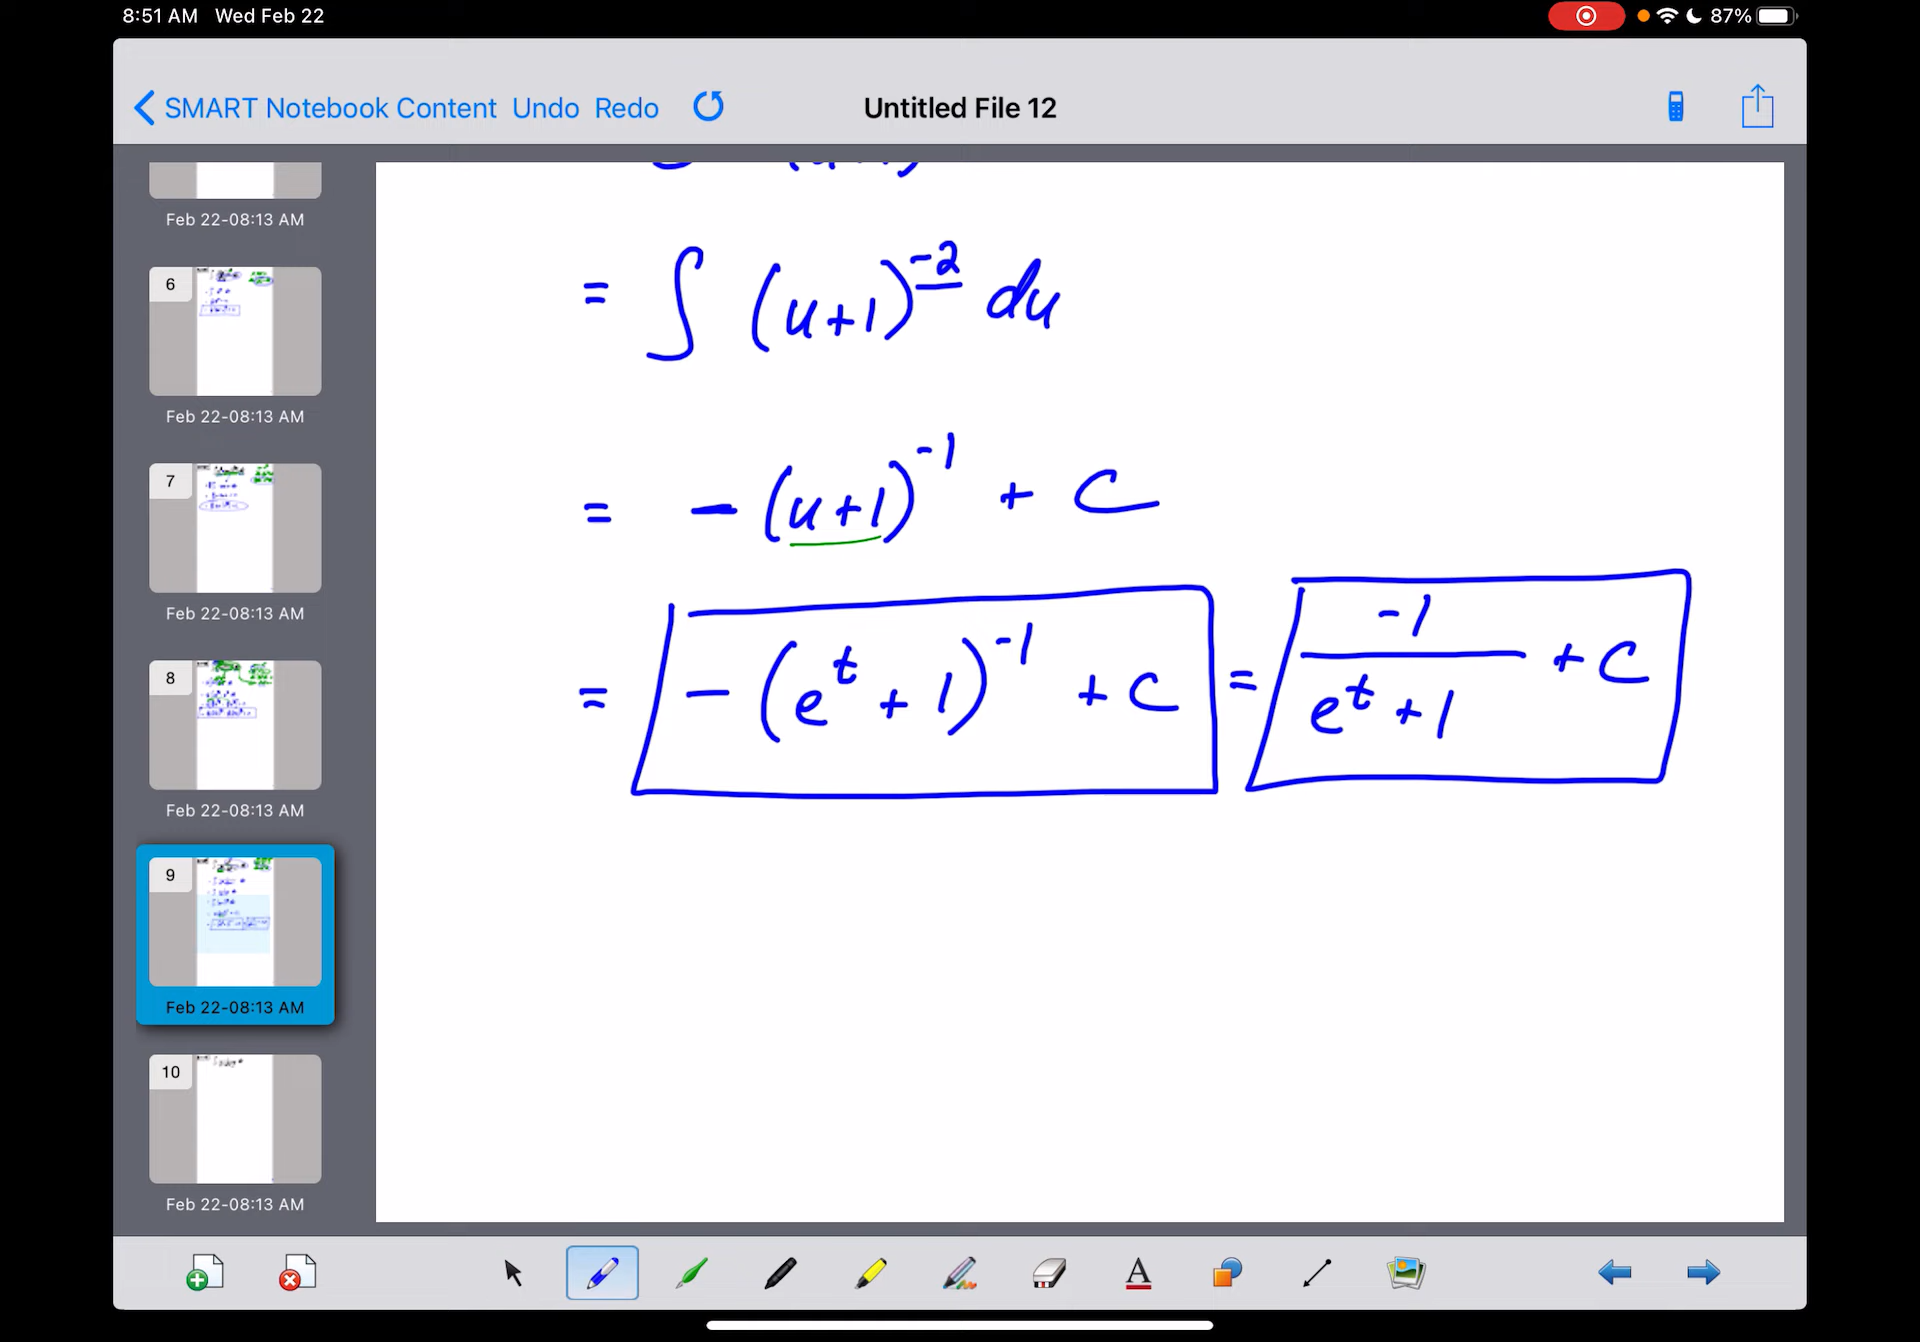 8:51 AM Wed Feb 22
87%
SMART Notebook Content Undo Redo
Untitled File 12
Feb 22-08:13 AM
6
Feb 22-08:13 AM
7
Feb 22-08:13 AM
8
Feb 22-08:13 AM
9
Feb 22-08:13 AM
10
Feb 22-08:13 AM
= ∫ (u+1)⁻² du
= -(u+1)⁻¹ + C
= -(eᵗ + 1)⁻¹ + C = -1/(eᵗ + 1) + C
A